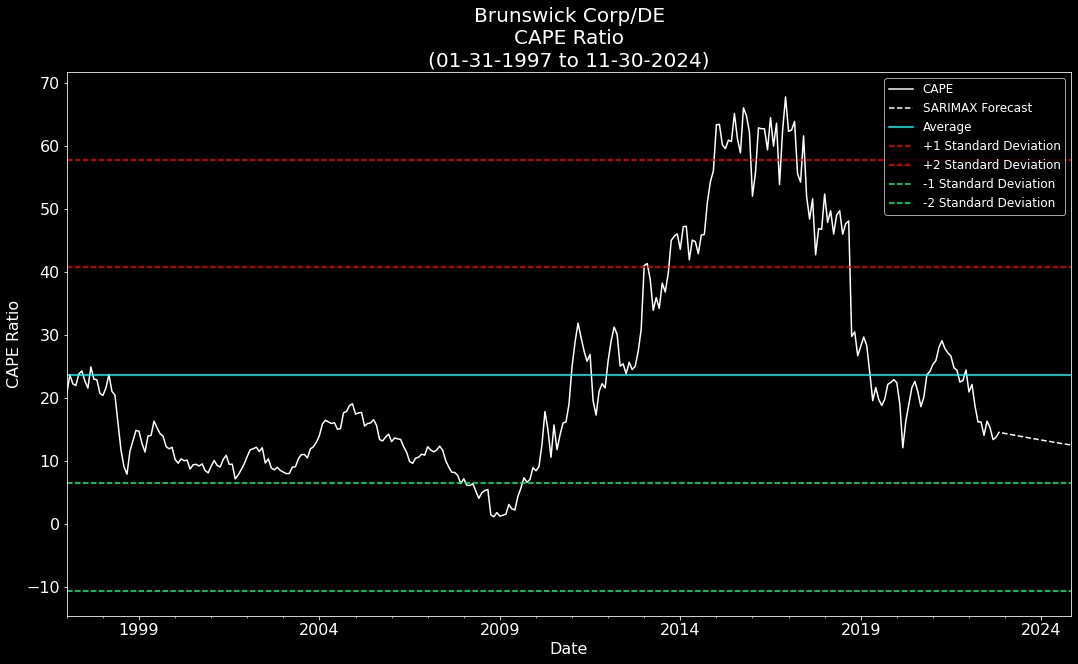 Brunswick Corp/DE
CAPE Ratio
(01-31-1997 to 11-30-2024)
CAPE
SARIMAX Forecast
Average
+1 Standard Deviation
+2 Standard Deviation
-1 Standard Deviation
-2 Standard Deviation
CAPE Ratio
70
60
50
40
30
20
10
0
−10
1999
2004
2009
2014
2019
2024
Date